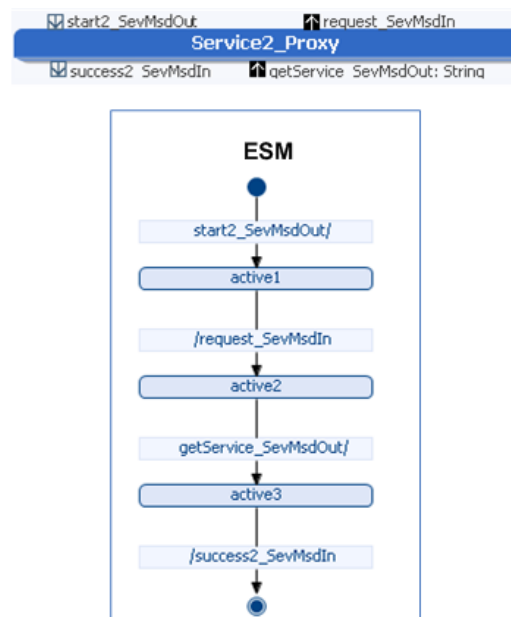 start2_SevMsdOut request_SevMsdIn
Service2_Proxy
success2_SevMsdIn getService_SevMsdOut: String
ESM
start2_SevMsdOut/
active1
/request_SevMsdIn
active2
getService_SevMsdOut/
active3
/success2_SevMsdIn